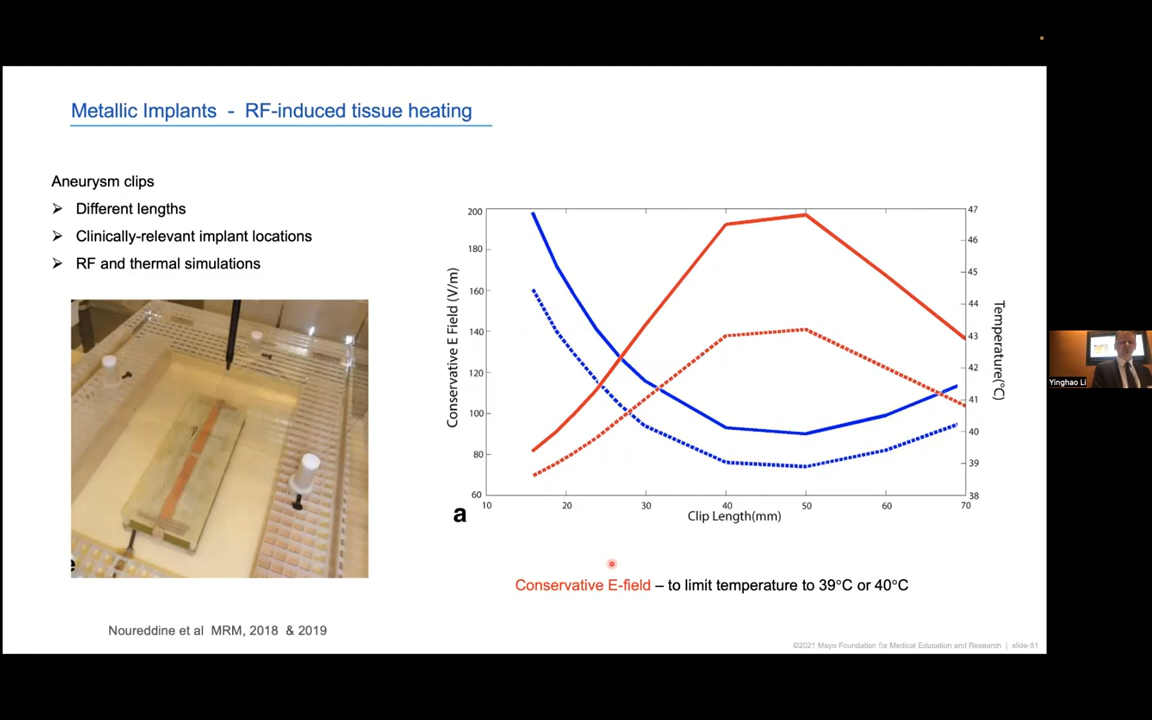 Metallic Implants - RF-induced tissue heating
Aneurysm clips
➢ Different lengths
➢ Clinically-relevant implant locations
➢ RF and thermal simulations
e
Noureddine et al MRM, 2018 & 2019
Conservative E Field (V/m)
200
180
160
140
120
100
80
60
10
20
30
40
50
60
70
Clip Length(mm)
47
46
45
44
43
42
41
40
39
38
Temperature(°C)
a
Conservative E-field – to limit temperature to 39°C or 40°C
©2021 Mayo Foundation for Medical Education and Research | slide-51
Yinghao Li